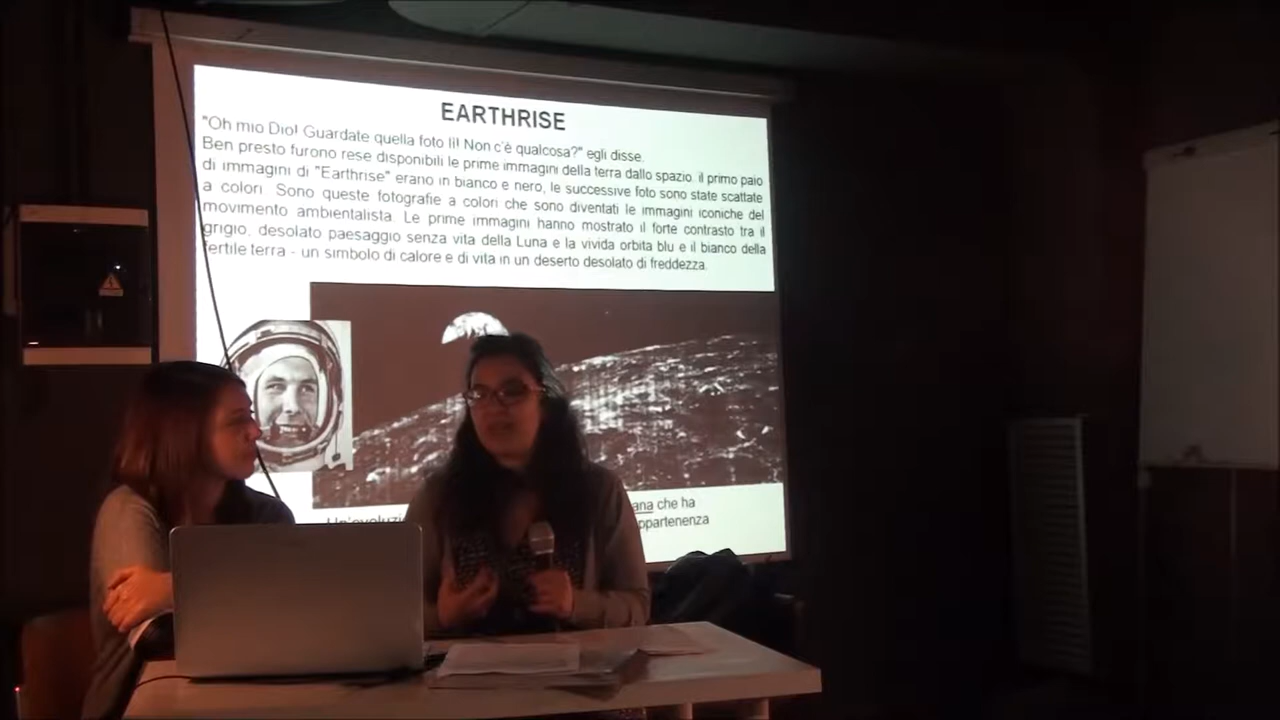 EARTHRISE
"Oh mio Dio! Guardate quella foto lì! Non c'è qualcosa?" egli disse.
Ben presto furono rese disponibili le prime immagini della terra dallo spazio. il primo paio
di immagini di "Earthrise" erano in bianco e nero, le successive foto sono state scattate
a colori. Sono queste fotografie a colori che sono diventati le immagini iconiche del
movimento ambientalista. Le prime immagini hanno mostrato il forte contrasto tra il
grigio, desolato paesaggio senza vita della Luna e la vivida orbita blu e il bianco della
fertile terra - un simbolo di calore e di vita in un deserto desolato di freddezza.
che ha